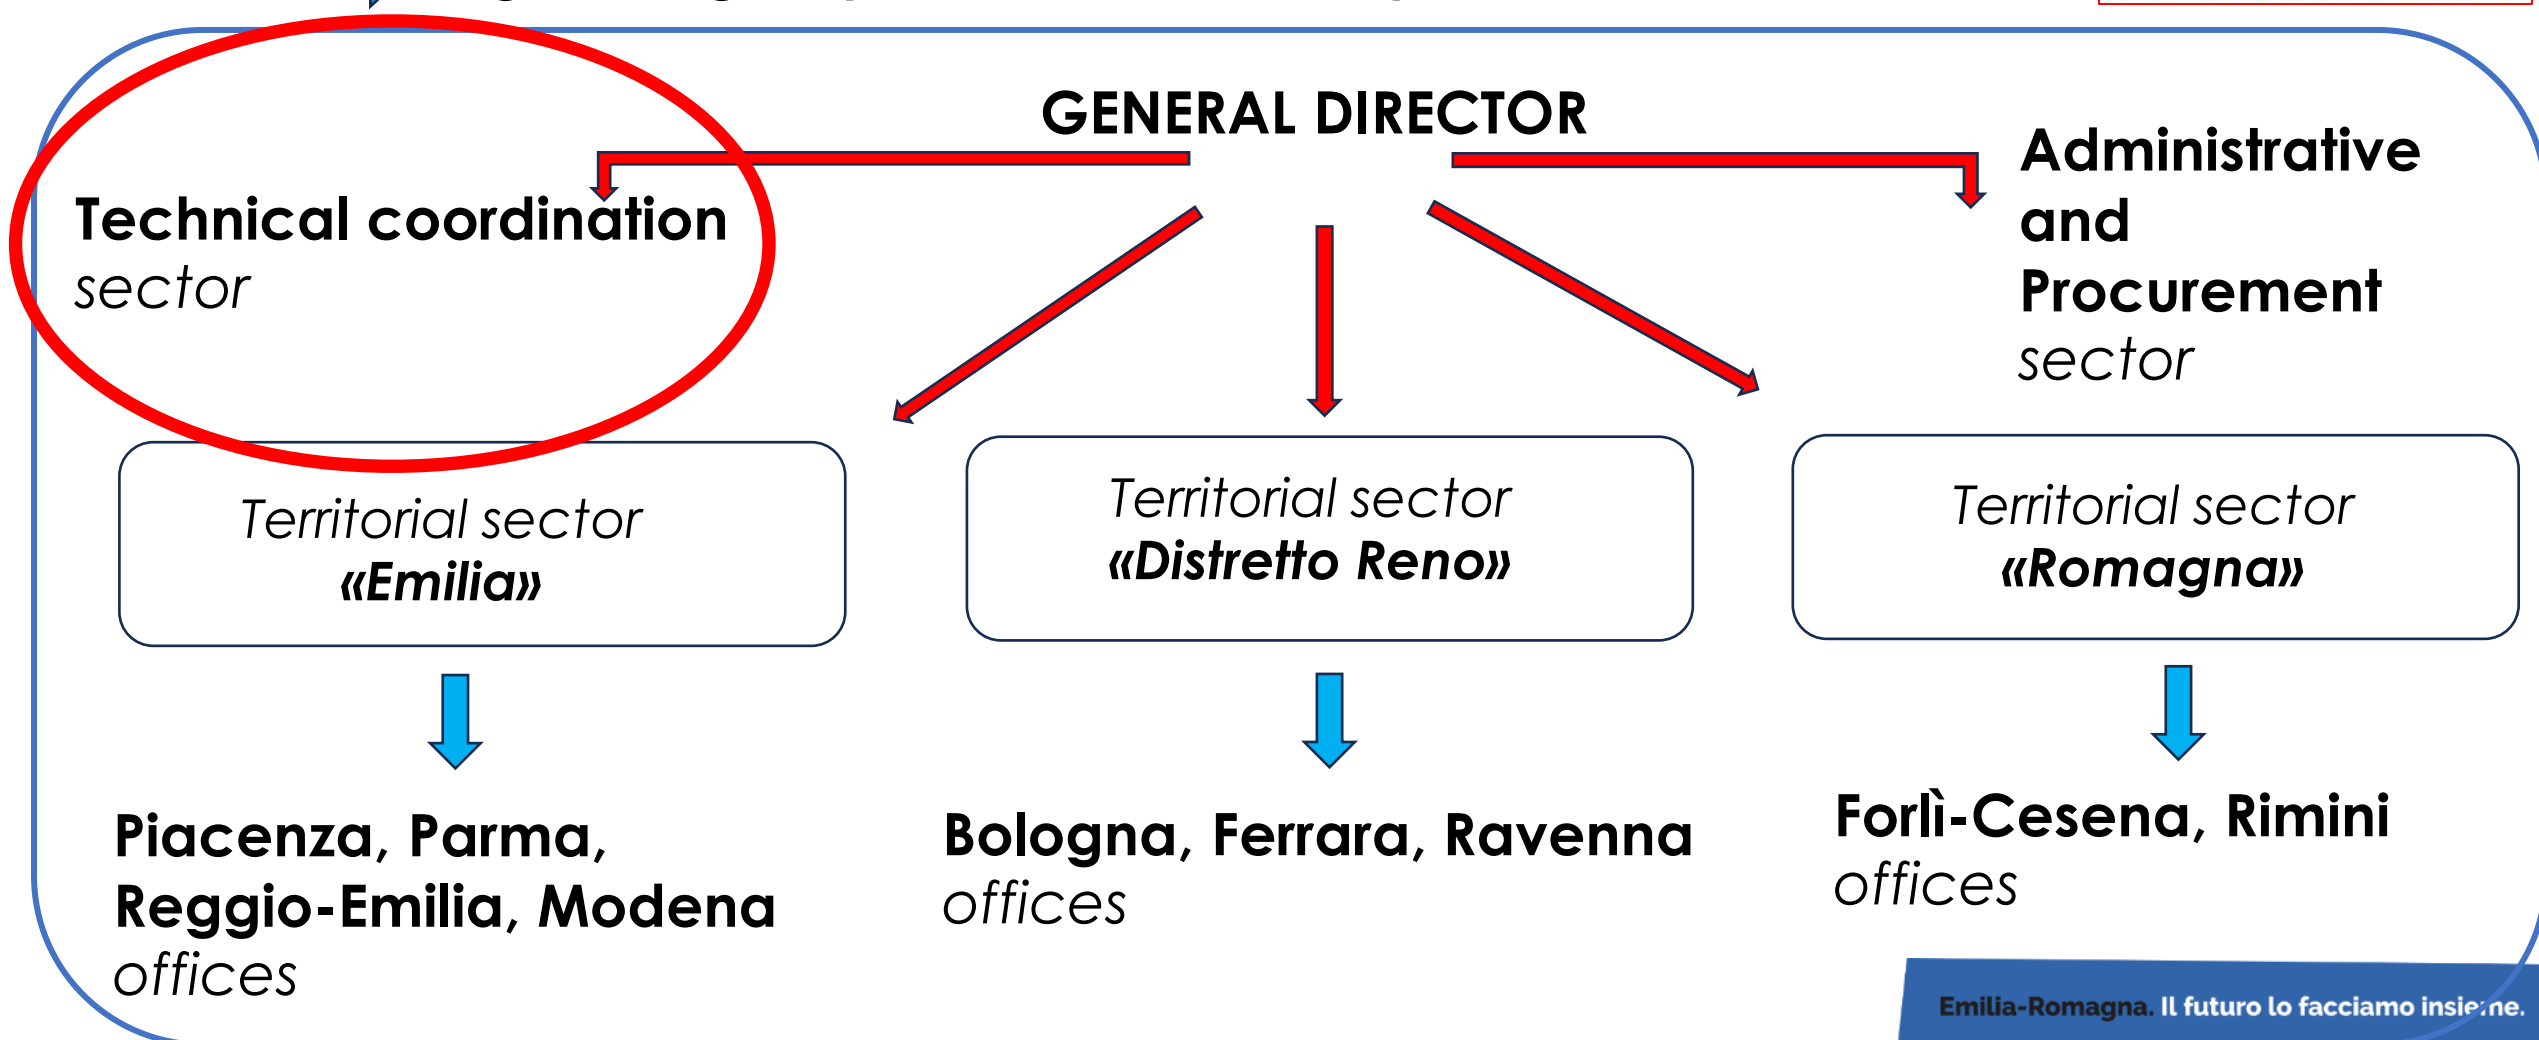 GENERAL DIRECTOR
Technical coordination
sector
Administrative
and
Procurement
sector
Territorial sector
«Emilia»
Territorial sector
«Distretto Reno»
Territorial sector
«Romagna»
Piacenza, Parma,
Reggio-Emilia, Modena
offices
Bologna, Ferrara, Ravenna
offices
Forlì-Cesena, Rimini
offices
Emilia-Romagna. Il futuro lo facciamo insieme.